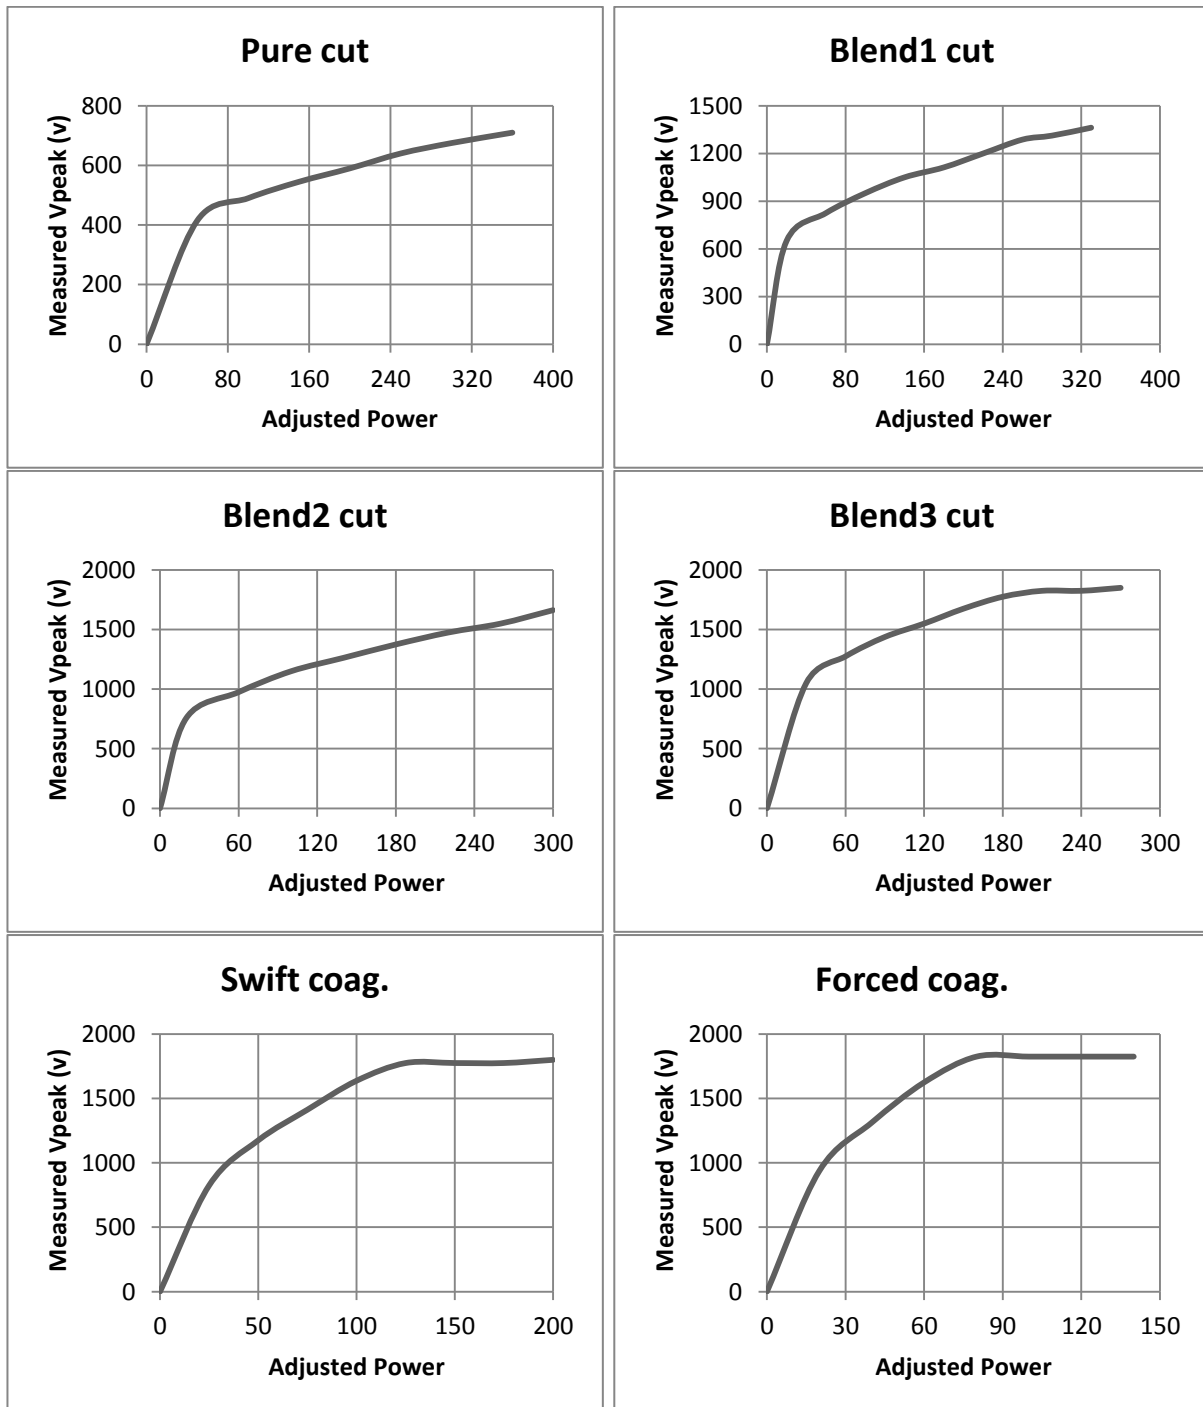 Pure cut
Measured Vpeak (v)
800
600
400
200
0
0 80 160 240 320 400
Adjusted Power
Blend1 cut
Measured Vpeak (v)
1500
1200
900
600
300
0
0 80 160 240 320 400
Adjusted Power
Blend2 cut
Measured Vpeak (v)
2000
1500
1000
500
0
0 60 120 180 240 300
Adjusted Power
Blend3 cut
Measured Vpeak (v)
2000
1500
1000
500
0
0 60 120 180 240 300
Adjusted Power
Swift coag.
Measured Vpeak (v)
2000
1500
1000
500
0
0 50 100 150 200
Adjusted Power
Forced coag.
Measured Vpeak (v)
2000
1500
1000
500
0
0 30 60 90 120 150
Adjusted Power